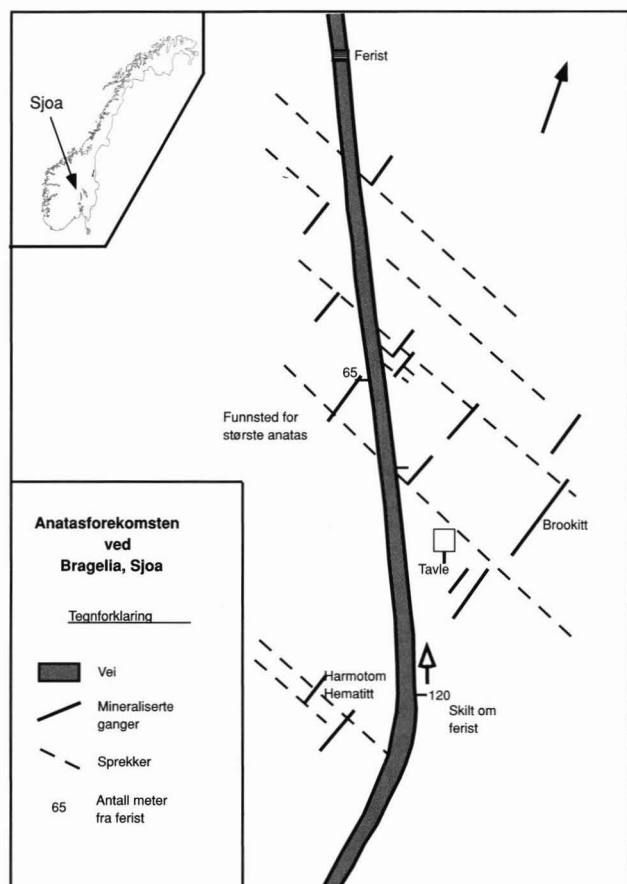 Sjoa
Ferist
65
Funnsted for
største anatas
Brookitt
Tavle
Harmotom
Hematitt
120
Skilt om
ferist
Anatasforekomsten
ved
Bragelia, Sjoa
Tegnforklaring
Vei
Mineraliserte
ganger
Sprekker
65
Antall meter
fra ferist